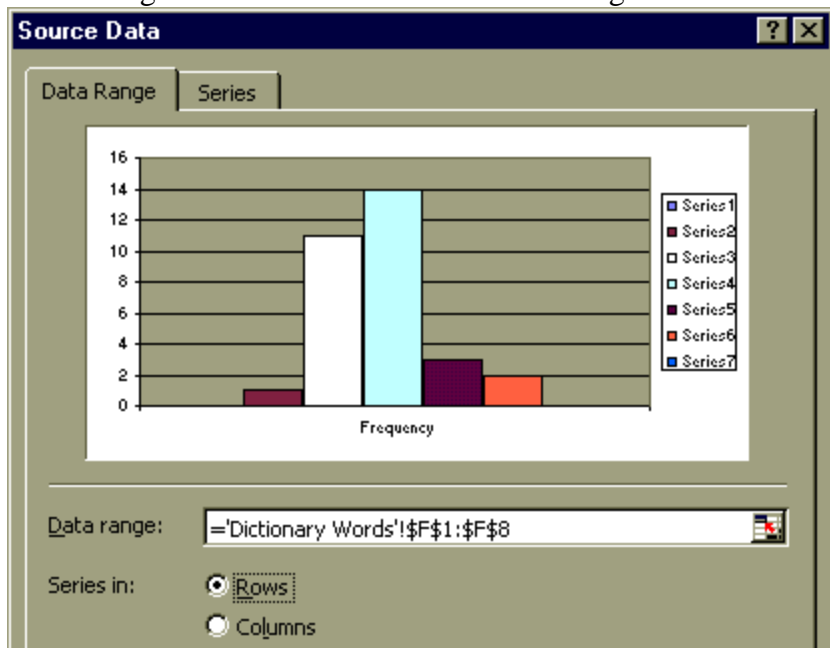 Source Data
Data Range Series
16
14
12
10
8
6
4
2
0
Frequency
Series1
Series2
Series3
Series4
Series5
Series6
Series7
Data range: ='Dictionary Words'!$F$1:$F$8
Series in: Rows
Columns